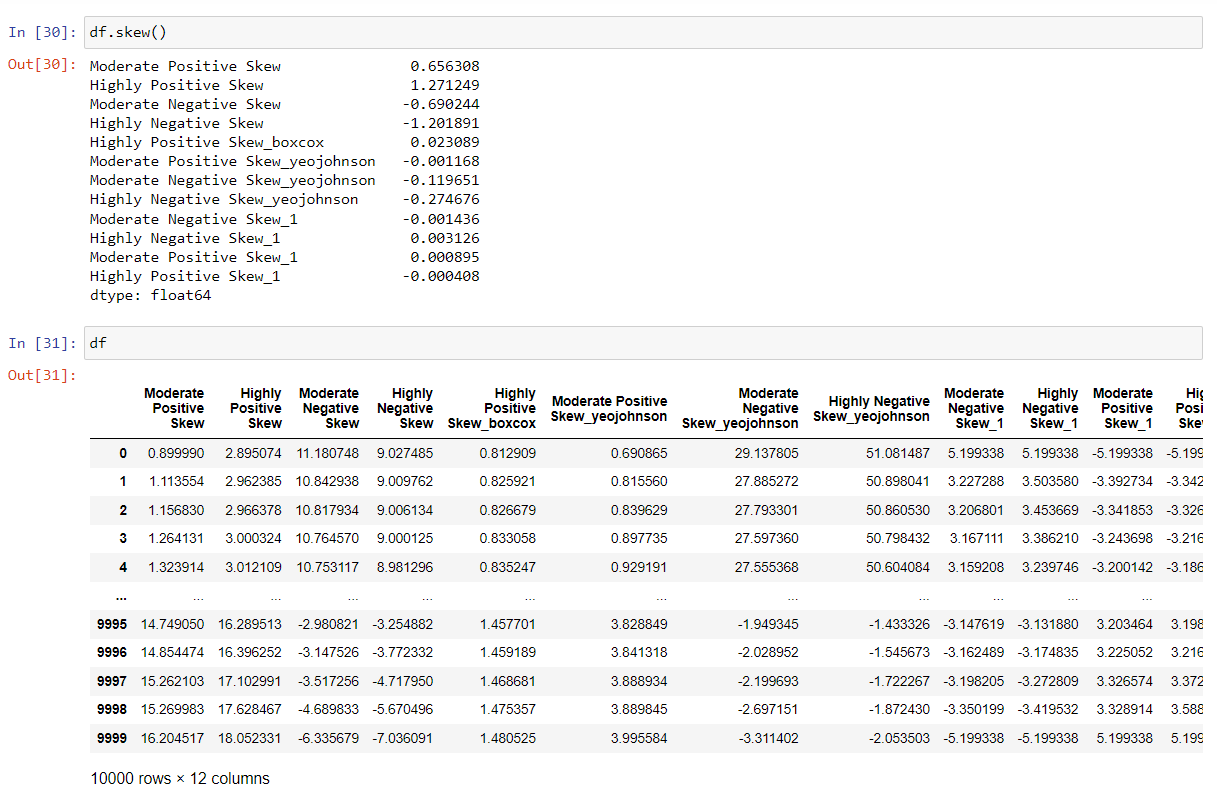 In [30]: df.skew()
Out[30]: Moderate Positive Skew 0.656308
Highly Positive Skew 1.271249
Moderate Negative Skew -0.690244
Highly Negative Skew -1.201891
Highly Positive Skew_boxcox 0.023089
Moderate Positive Skew_yeojohnson -0.001168
Moderate Negative Skew_yeojohnson -0.119651
Highly Negative Skew_yeojohnson -0.274676
Moderate Negative Skew_1 -0.001436
Highly Negative Skew_1 0.003126
Moderate Positive Skew_1 0.000895
Highly Positive Skew_1 -0.000408
dtype: float64
In [31]: df
Out[31]:
Moderate Highly Moderate Highly Highly Moderate Highly Moderate
Positive Positive Negative Negative Positive Moderate Positive Negative Highly Negative Negative Negative Positive
Skew Skew Skew Skew Skew_boxcox Skew_yeojohnson Skew_yeojohnson Skew_yeojohnson Skew_1 Skew_1 Skew_1
0 0.899990 2.895074 11.180748 9.027485 0.812909 0.690865 29.137805 51.081487 5.199338 5.199338 -5.199338 -5.199
1 1.113554 2.962385 10.842938 9.009762 0.825921 0.815560 27.885272 50.898041 3.227288 3.503580 -3.392734 -3.342
2 1.156830 2.966378 10.817934 9.006134 0.826679 0.839629 27.793301 50.860530 3.206801 3.453669 -3.341853 -3.326
3 1.264131 3.000324 10.764570 9.000125 0.833058 0.897735 27.597360 50.798432 3.167111 3.386210 -3.243698 -3.216
4 1.323914 3.012109 10.753117 8.981296 0.835247 0.929191 27.555368 50.604084 3.159208 3.239746 -3.200142 -3.186
... ... ... ... ... ... ... ... ... ... ... ...
9995 14.749050 16.289513 -2.980821 -3.254882 1.457701 3.828849 -1.949345 -1.433326 -3.147619 -3.131880 3.203464 3.198
9996 14.854474 16.396252 -3.147526 -3.772332 1.459189 3.841318 -2.028952 -1.545673 -3.162489 -3.174835 3.225052 3.216
9997 15.262103 17.102991 -3.517256 -4.717950 1.468681 3.888934 -2.199693 -1.722267 -3.198205 -3.272809 3.326574 3.372
9998 15.269983 17.628467 -4.689833 -5.670496 1.475357 3.889845 -2.697151 -1.872430 -3.350199 -3.419532 3.328914 3.588
9999 16.204517 18.052331 -6.335679 -7.036091 1.480525 3.995584 -3.311402 -2.053503 -5.199338 -5.199338 5.199338 5.199
10000 rows × 12 columns